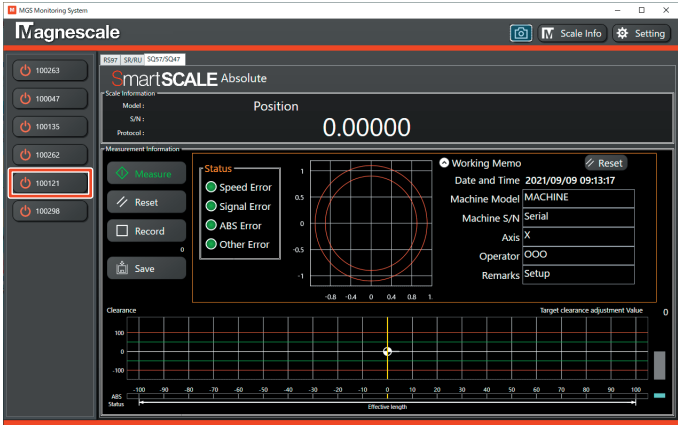 MGS Monitoring System
Magnescale
Scale Info
Setting
100263
100047
100135
100262
100121
100298
RS97 SR/RU SQ57/SQ47
SmartSCALE Absolute
Scale Information
Model :
S/N :
Protocol :
Position
0.00000
Measurement Information
Measure
Reset
Record
0
Save
Status
Speed Error
Signal Error
ABS Error
Other Error
1
0.5
-0.5
-1
-0.8 -0.4 0 0.4 0.8 1
Working Memo
Reset
Date and Time 2021/09/09 09:13:17
Machine Model MACHINE
Machine S/N Serial
Axis X
Operator OOO
Remarks Setup
Clearance
Target clearance adjustment Value 0
100
0
-100
-100 -90 -80 -70 -60 -50 -40 -30 -20 -10 0 10 20 30 40 50 60 70 80 90 100
ABS
Status
Effective length